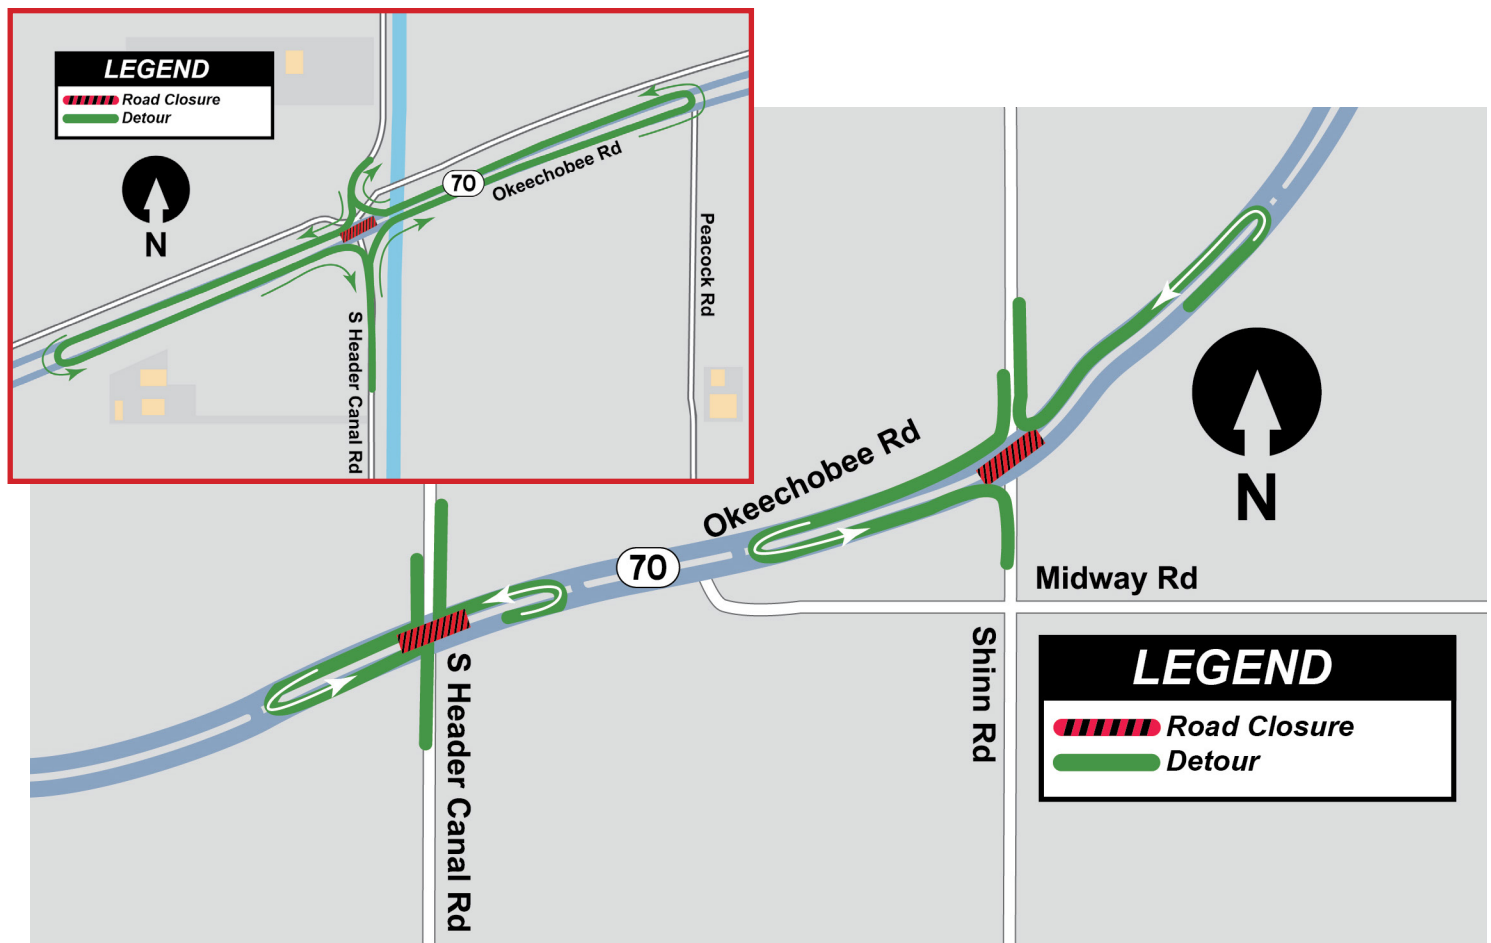 LEGEND
Road Closure
Detour
N
70
Okeechobee Rd
Peacock Rd
S Header Canal Rd
Okeechobee Rd
70
N
Midway Rd
S Header Canal Rd
Shinn Rd
LEGEND
Road Closure
Detour